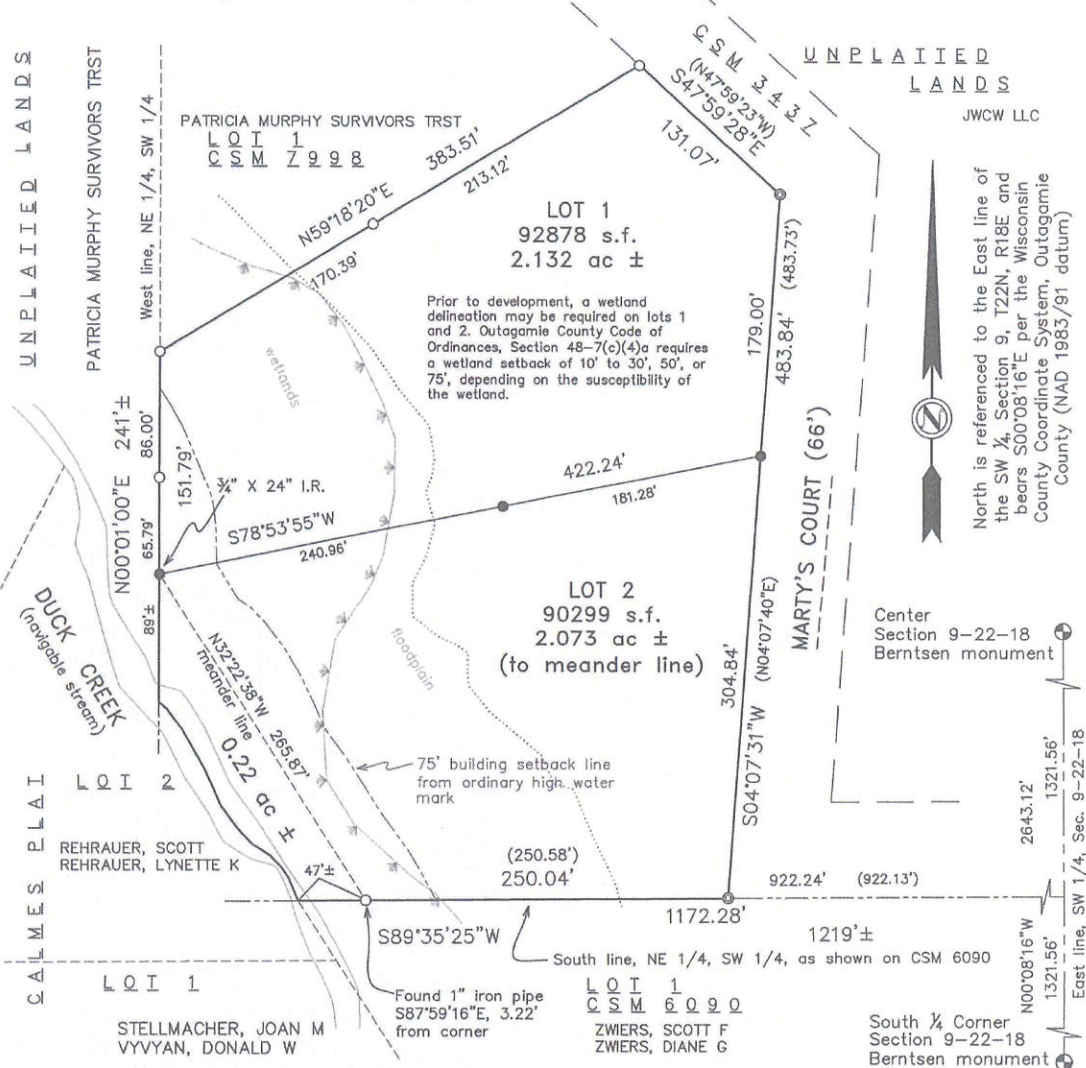 UNPLATTED LANDS
PATRICIA MURPHY SURVIVORS TRST
West line, NE 1/4, SW 1/4
PATRICIA MURPHY SURVIVORS TRST
LOT 1
CSM 7998
N59°18'20"E
383.51'
213.12'
170.39'
CSM 3437
(N47°59'23"W)
S47°59'28"E
131.07'
UNPLATTED
LANDS
JWCW LLC
LOT 1
92878 s.f.
2.132 ac ±
Prior to development, a wetland
delineation may be required on lots 1
and 2. Outagamie County Code of
Ordinances, Section 48-7(c)(4)a requires
a wetland setback of 10' to 30', 50', or
75', depending on the susceptibility of
the wetland.
wetlands
179.00'
(483.73')
483.84'
MARTY'S COURT (66')
N
North is referenced to the East line of
the SW ¼, Section 9, T22N, R18E and
bears S00°08'16"E per the Wisconsin
County Coordinate System, Outagamie
County (NAD 1983/91 datum)
N00°01'00"E 241'±
86.00'
65.79'
151.79'
89'±
¾" X 24" I.R.
S78°53'55"W
240.96'
422.24'
181.28'
DUCK CREEK
(navigable stream)
N32°22'38"W 265.87'
meander line
0.22 ac ±
floodplain
LOT 2
90299 s.f.
2.073 ac ±
(to meander line)
304.84'
S04°07'31"W (N04°07'40"E)
Center
Section 9-22-18
Berntsen monument
75' building setback line
from ordinary high water
mark
CALMES PLAT
LOT 2
REHRAUER, SCOTT
REHRAUER, LYNETTE K
47'±
(250.58')
250.04'
922.24' (922.13')
1172.28'
1219'±
S89°35'25"W
South line, NE 1/4, SW 1/4, as shown on CSM 6090
2643.12'
1321.56'
N00°08'16"W
1321.56'
East line, SW 1/4, Sec. 9-22-18
LOT 1
STELLMACHER, JOAN M
VYVYAN, DONALD W
Found 1" iron pipe
S87°59'16"E, 3.22'
from corner
LOT 1
CSM 6090
ZWIERS, SCOTT F
ZWIERS, DIANE G
South ¼ Corner
Section 9-22-18
Berntsen monument